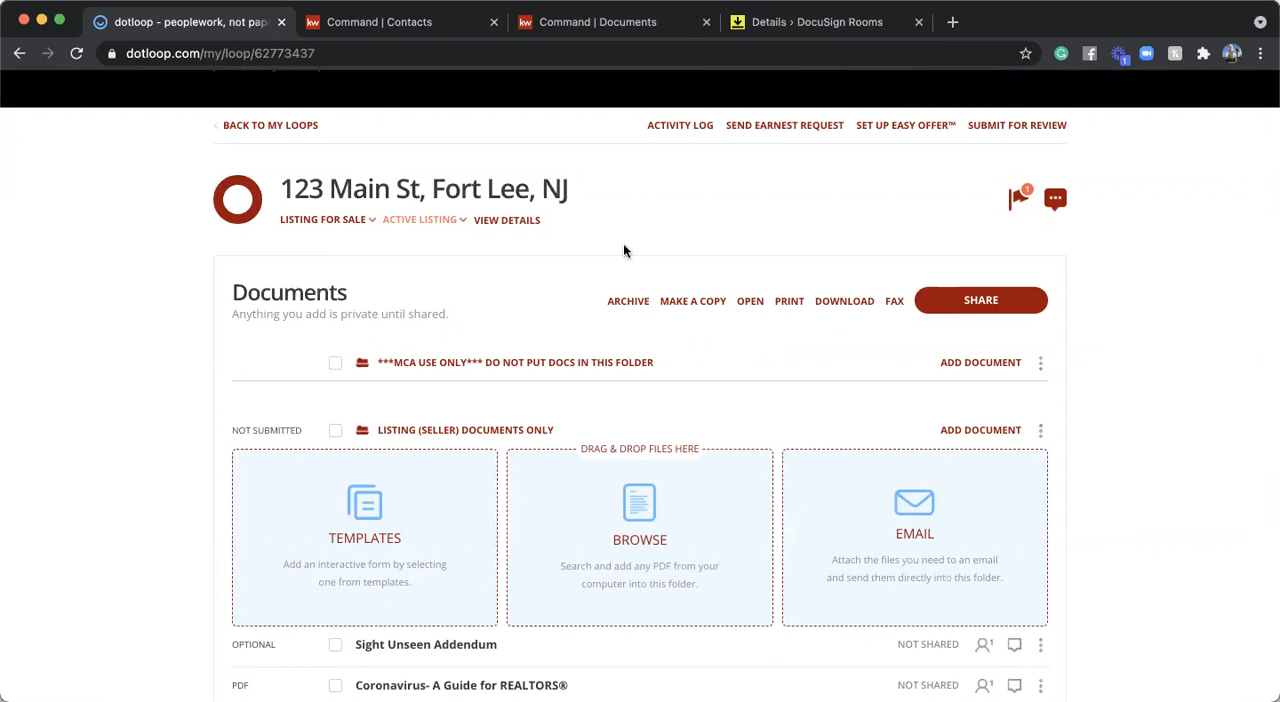 dotloop - peoplework, not pap
Command | Contacts
Command | Documents
Details › DocuSign Rooms
dotloop.com/my/loop/62773437
1
BACK TO MY LOOPS
ACTIVITY LOG SEND EARNEST REQUEST SET UP EASY OFFER™ SUBMIT FOR REVIEW
123 Main St, Fort Lee, NJ
1
LISTING FOR SALE ACTIVE LISTING VIEW DETAILS
Documents
Anything you add is private until shared.
ARCHIVE MAKE A COPY OPEN PRINT DOWNLOAD FAX SHARE
***MCA USE ONLY*** DO NOT PUT DOCS IN THIS FOLDER ADD DOCUMENT
NOT SUBMITTED LISTING (SELLER) DOCUMENTS ONLY ADD DOCUMENT
DRAG & DROP FILES HERE
TEMPLATES
Add an interactive form by selecting
one from templates.
BROWSE
Search and add any PDF from your
computer into this folder.
EMAIL
Attach the files you need to an email
and send them directly into this folder.
OPTIONAL Sight Unseen Addendum NOT SHARED 1
PDF Coronavirus- A Guide for REALTORS® NOT SHARED 1